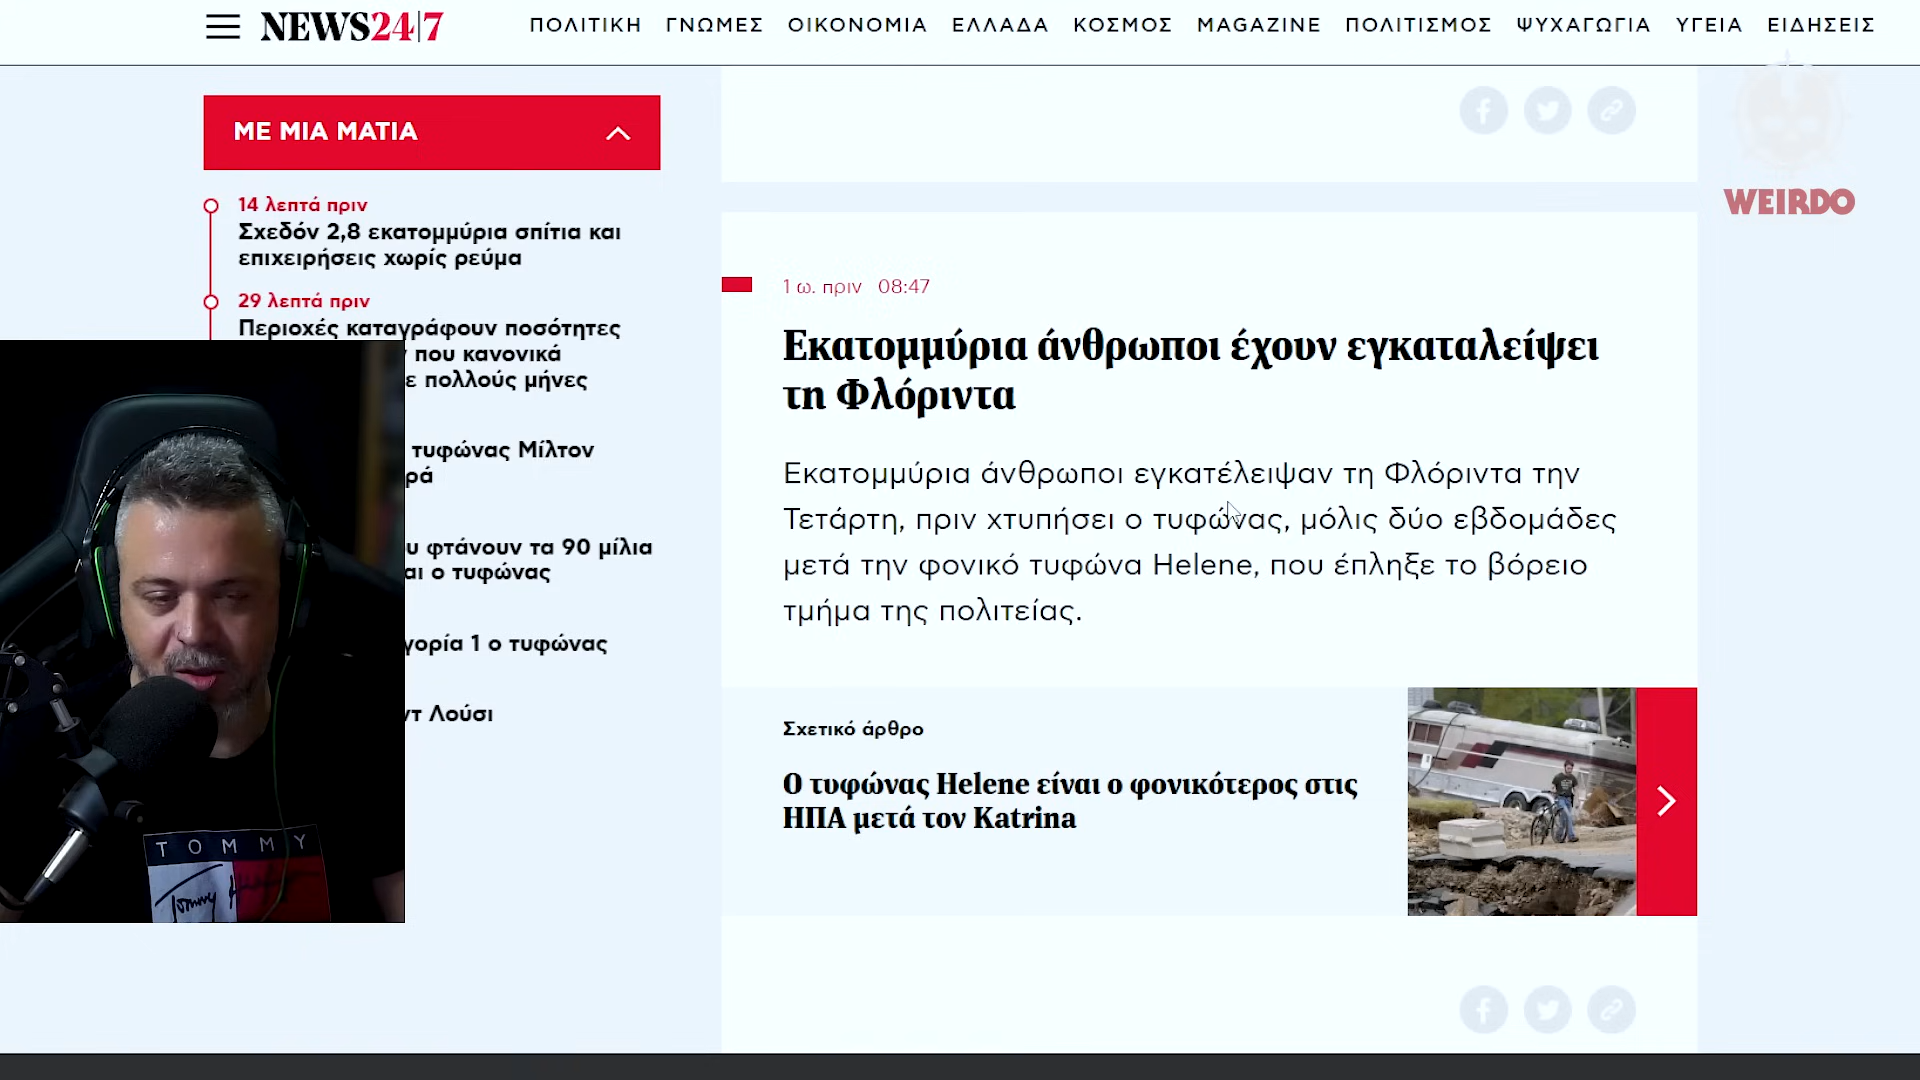 NEWS24|7
ΠΟΛΙΤΙΚΗ ΓΝΩΜΕΣ ΟΙΚΟΝΟΜΙΑ ΕΛΛΑΔΑ ΚΟΣΜΟΣ MAGAZINE ΠΟΛΙΤΙΣΜΟΣ ΨΥΧΑΓΩΓΙΑ ΥΓΕΙΑ ΕΙΔΗΣΕΙΣ
WEIRDO
ΜΕ ΜΙΑ ΜΑΤΙΑ
14 λεπτά πριν
Σχεδόν 2,8 εκατομμύρια σπίτια και
επιχειρήσεις χωρίς ρεύμα
29 λεπτά πριν
Περιοχές καταγράφουν ποσότητες
που κανονικά
ε πολλούς μήνες
τυφώνας Μίλτον
ρά
υ φτάνουν τα 90 μίλια
αι ο τυφώνας
γορία 1 ο τυφώνας
ντ Λούσι
1 ω. πριν 08:47
Εκατομμύρια άνθρωποι έχουν εγκαταλείψει
τη Φλόριντα
Εκατομμύρια άνθρωποι εγκατέλειψαν τη Φλόριντα την
Τετάρτη, πριν χτυπήσει ο τυφώνας, μόλις δύο εβδομάδες
μετά την φονικό τυφώνα Helene, που έπληξε το βόρειο
τμήμα της πολιτείας.
Σχετικό άρθρο
Ο τυφώνας Helene είναι ο φονικότερος στις
ΗΠΑ μετά τον Katrina
TOMMY
Tommy